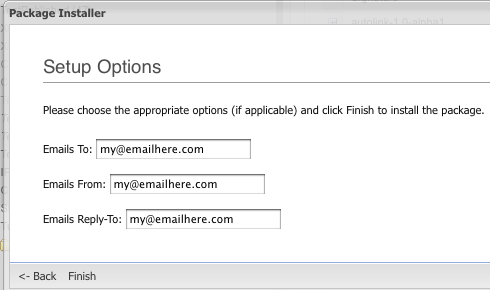 Package Installer
Setup Options
Please choose the appropriate options (if applicable) and click Finish to install the package.
Emails To: my@emailhere.com
Emails From: my@emailhere.com
Emails Reply-To: my@emailhere.com
<- Back Finish